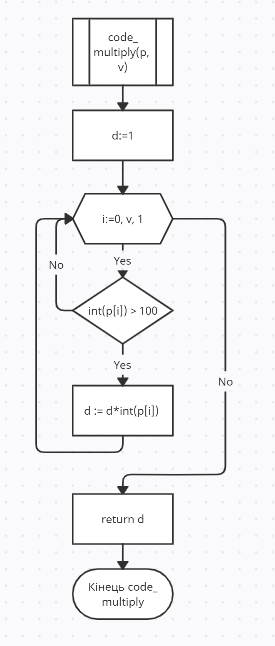 code_
multiply(p,
v)
d:=1
i:=0, v, 1
Yes
No
int(p[i]) > 100
Yes
No
d := d*int(p[i])
return d
Кінець code_
multiply